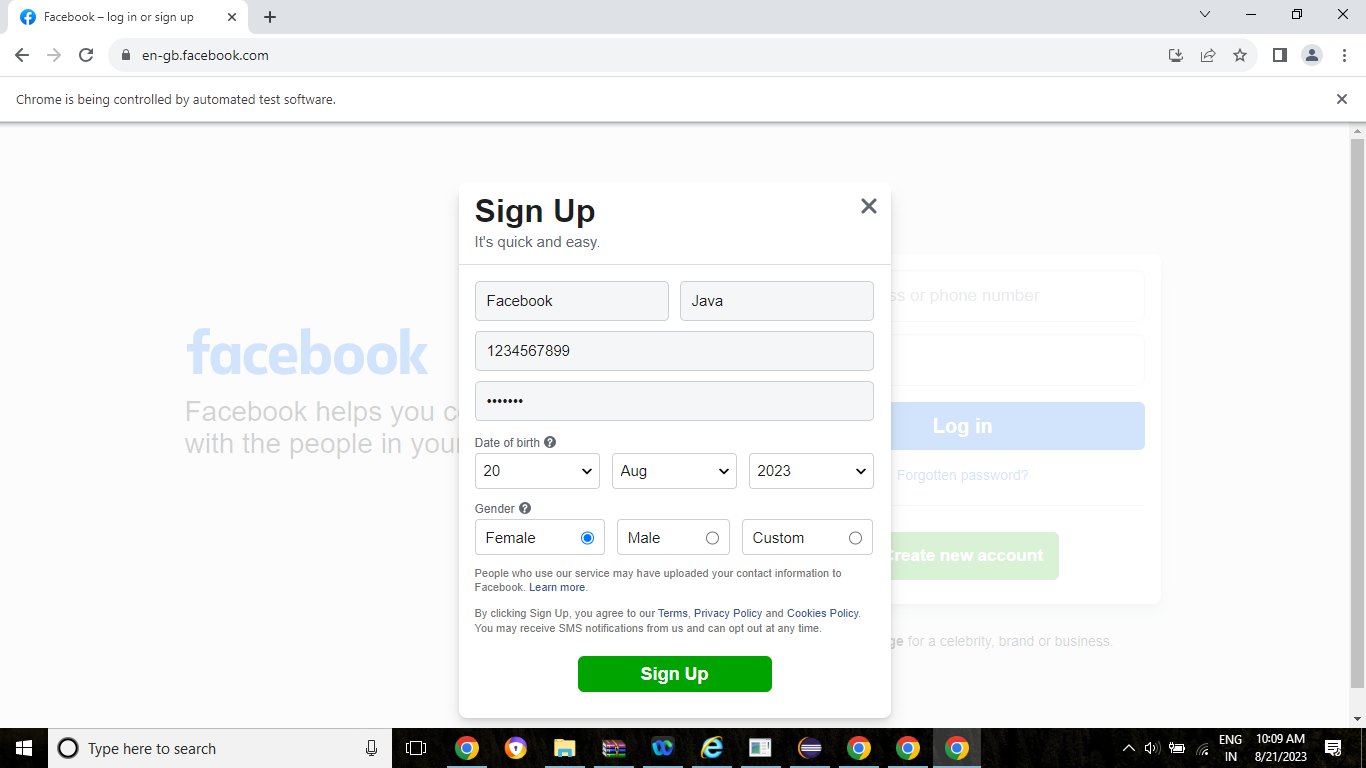 Facebook – log in or sign up
en-gb.facebook.com
Chrome is being controlled by automated test software.
Sign Up
It's quick and easy.
Facebook Java
1234567899
•••••••
Date of birth
20 Aug 2023
Gender
Female Male Custom
People who use our service may have uploaded your contact information to
Facebook. Learn more.
By clicking Sign Up, you agree to our Terms, Privacy Policy and Cookies Policy.
You may receive SMS notifications from us and can opt out at any time.
Sign Up
facebook
Facebook helps you c
with the people in your
ss or phone number
Log in
Forgotten password?
Create new account
ge for a celebrity, brand or business.
Type here to search
ENG
IN
10:09 AM
8/21/2023